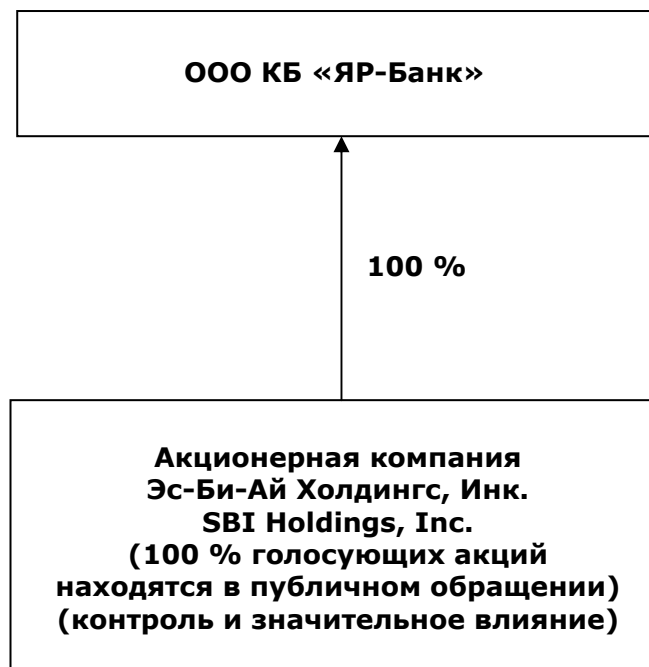 ООО КБ «ЯР-Банк»
100 %
Акционерная компания
Эс-Би-Ай Холдингс, Инк.
SBI Holdings, Inc.
(100 % голосующих акций
находятся в публичном обращении)
(контроль и значительное влияние)